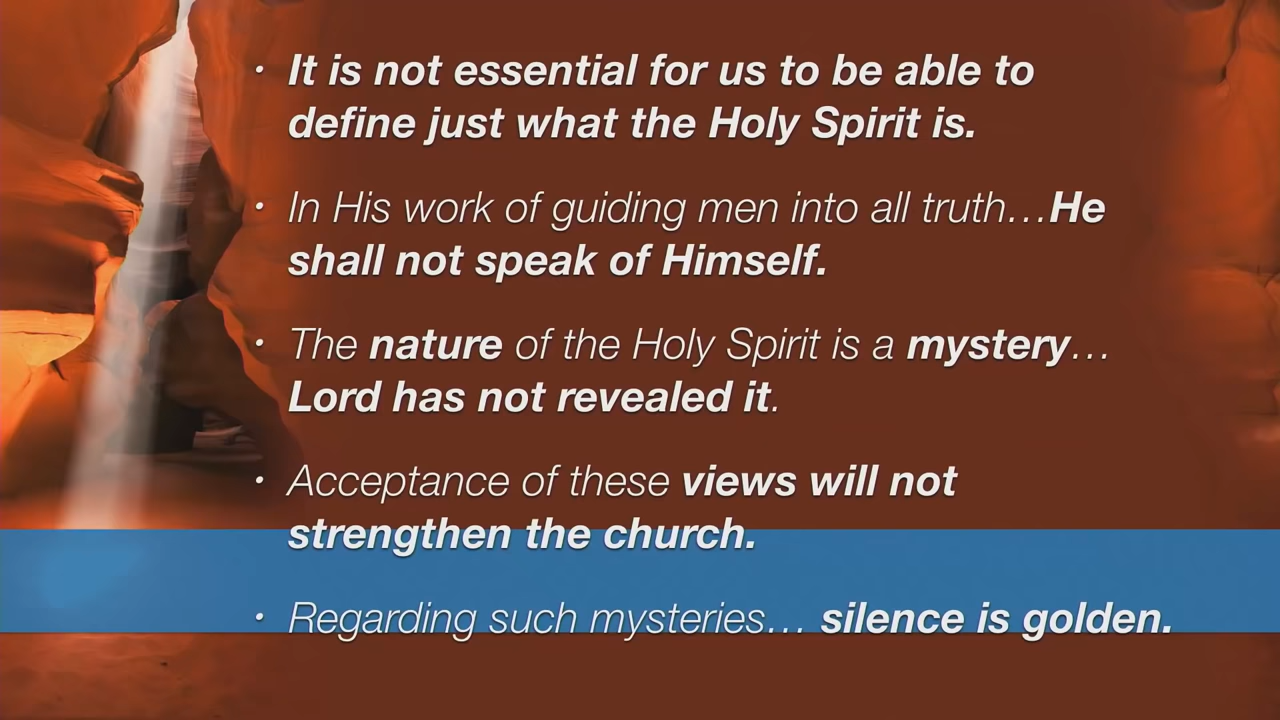 • It is not essential for us to be able to
define just what the Holy Spirit is.
• In His work of guiding men into all truth…He
shall not speak of Himself.
• The nature of the Holy Spirit is a mystery…
Lord has not revealed it.
• Acceptance of these views will not
strengthen the church.
• Regarding such mysteries… silence is golden.